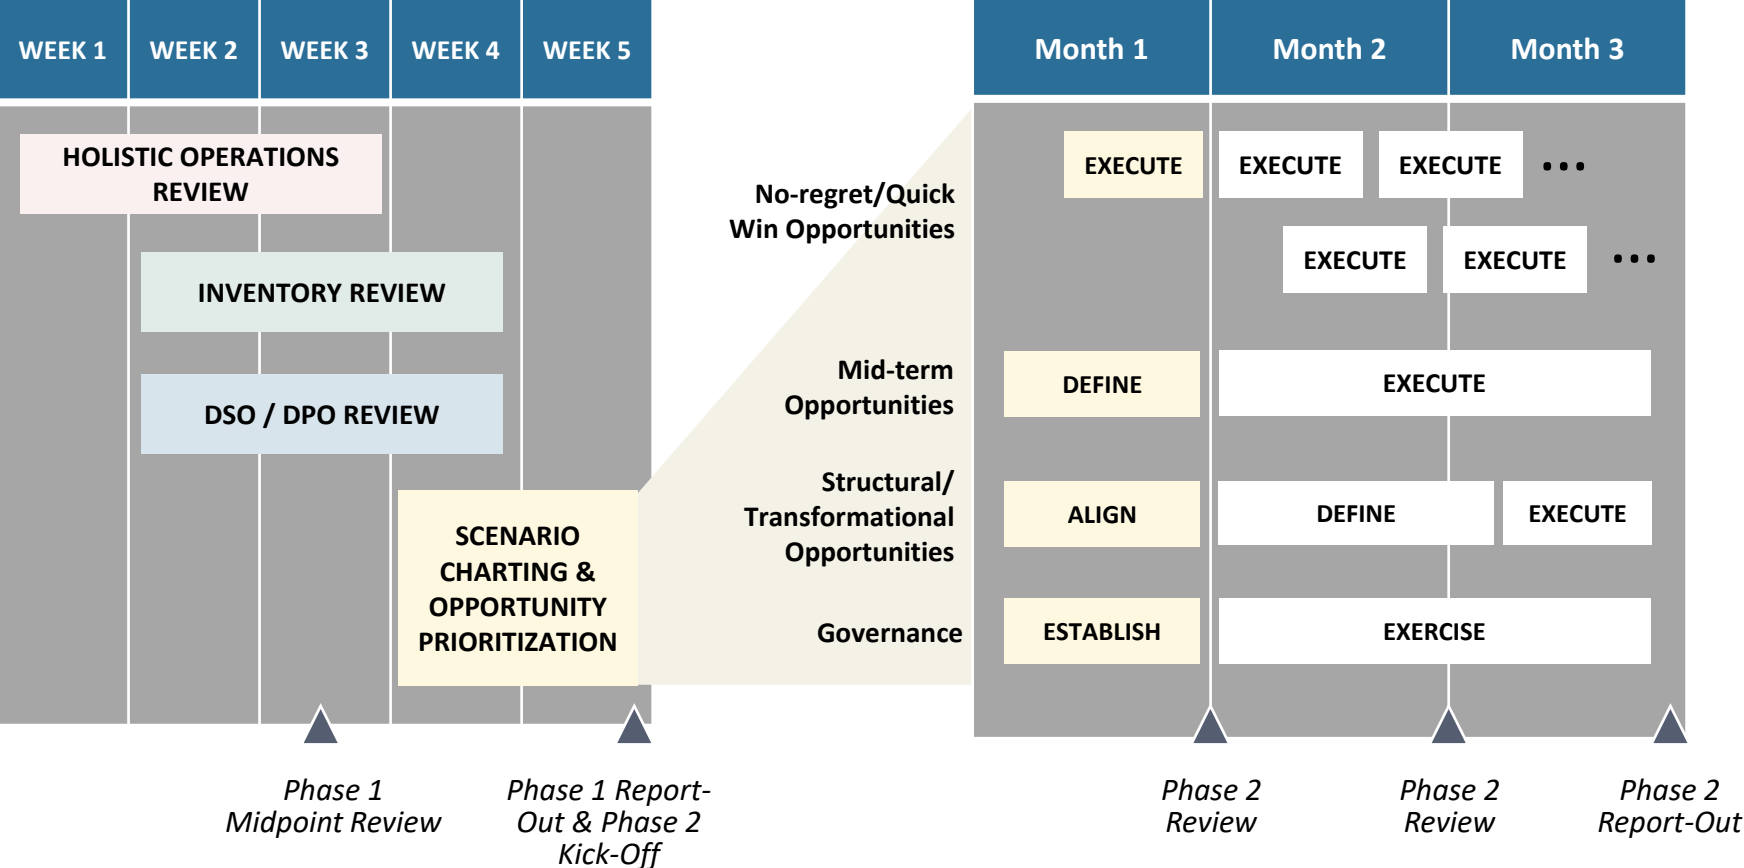 WEEK 1
WEEK 2
WEEK 3
WEEK 4
WEEK 5
HOLISTIC OPERATIONS
REVIEW
INVENTORY REVIEW
DSO / DPO REVIEW
SCENARIO
CHARTING &
OPPORTUNITY
PRIORITIZATION
Phase 1
Midpoint Review
Phase 1 Report-
Out & Phase 2
Kick-Off
Month 1
Month 2
Month 3
No-regret/Quick
Win Opportunities
EXECUTE
EXECUTE
EXECUTE
...
EXECUTE
EXECUTE
...
Mid-term
Opportunities
DEFINE
EXECUTE
Structural/
Transformational
Opportunities
ALIGN
DEFINE
EXECUTE
Governance
ESTABLISH
EXERCISE
Phase 2
Review
Phase 2
Review
Phase 2
Report-Out